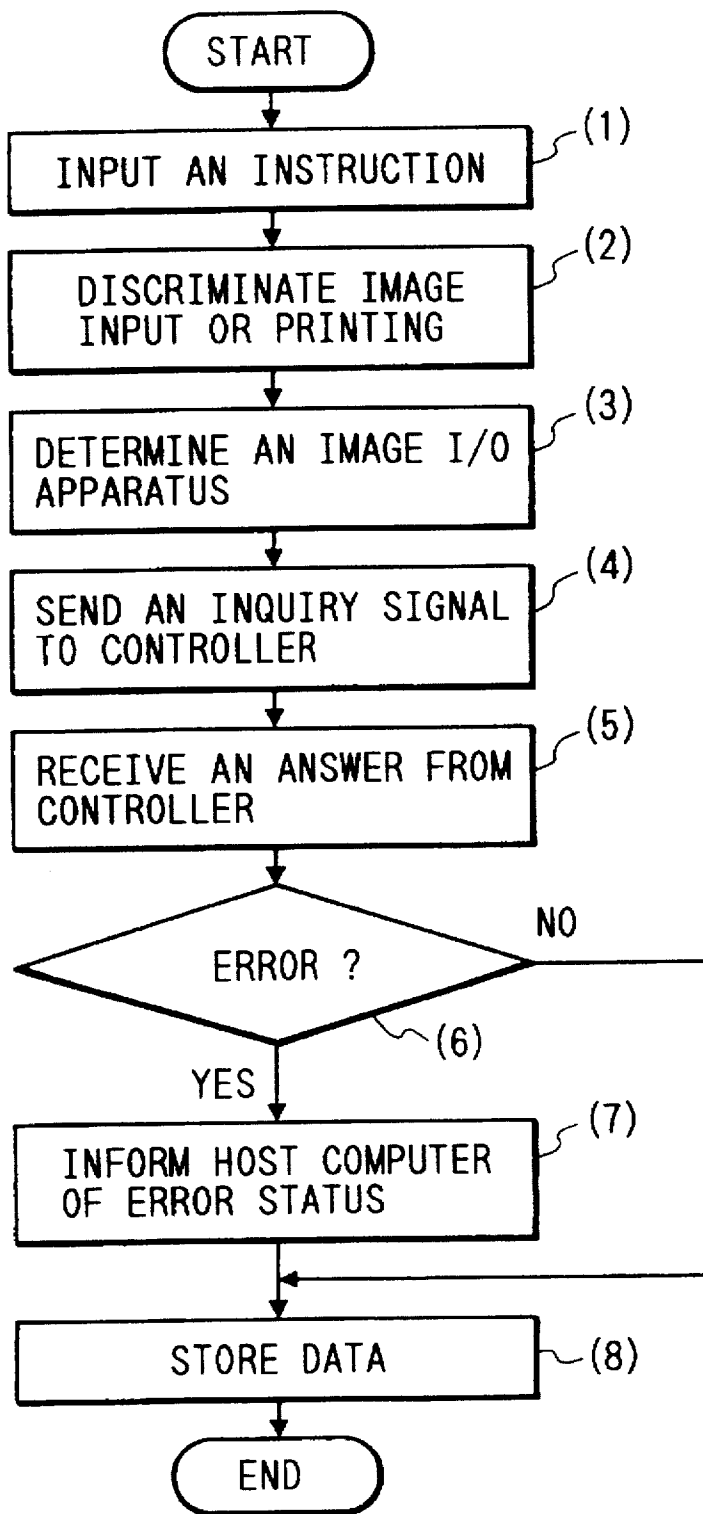 START
(1)
INPUT AN INSTRUCTION
(2)
DISCRIMINATE IMAGE
INPUT OR PRINTING
(3)
DETERMINE AN IMAGE I/O
APPARATUS
(4)
SEND AN INQUIRY SIGNAL
TO CONTROLLER
(5)
RECEIVE AN ANSWER FROM
CONTROLLER
NO
ERROR ?
(6)
YES
(7)
INFORM HOST COMPUTER
OF ERROR STATUS
STORE DATA
(8)
END